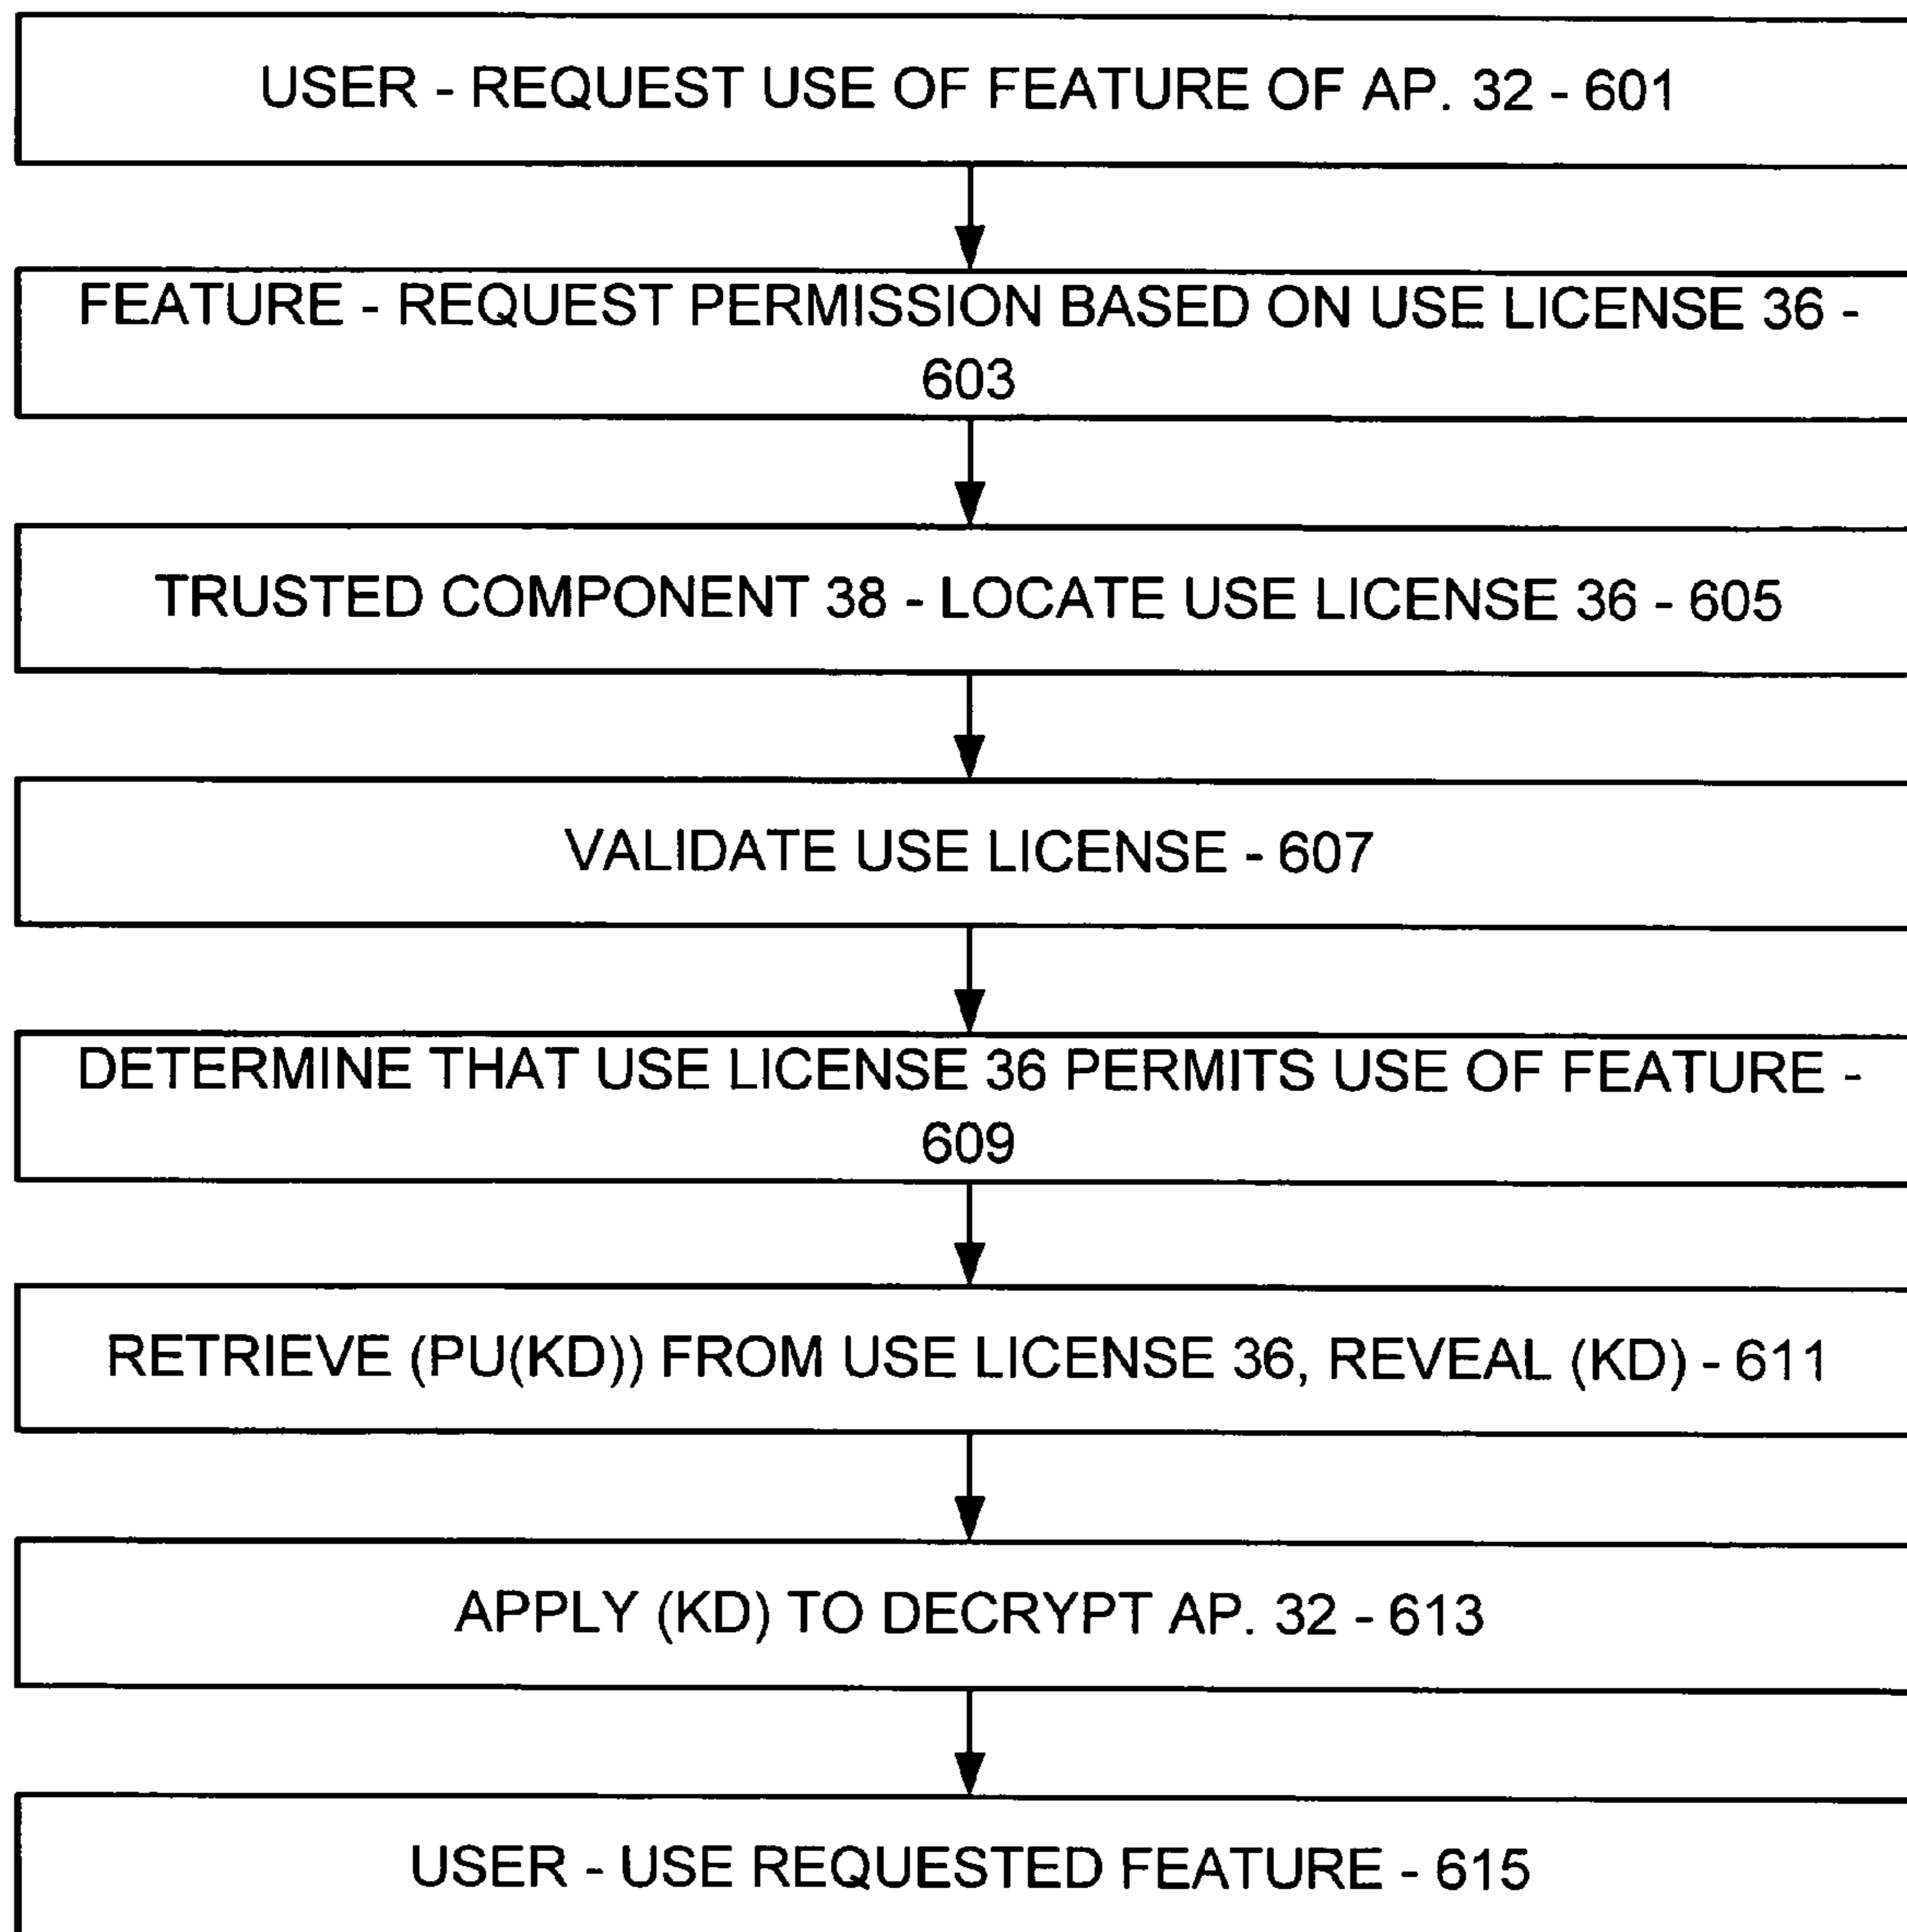 USER - REQUEST USE OF FEATURE OF AP. 32 - 601
FEATURE - REQUEST PERMISSION BASED ON USE LICENSE 36 -
603
TRUSTED COMPONENT 38 - LOCATE USE LICENSE 36 - 605
VALIDATE USE LICENSE - 607
DETERMINE THAT USE LICENSE 36 PERMITS USE OF FEATURE -
609
RETRIEVE (PU(KD)) FROM USE LICENSE 36, REVEAL (KD) - 611
APPLY (KD) TO DECRYPT AP. 32 - 613
USER - USE REQUESTED FEATURE - 615